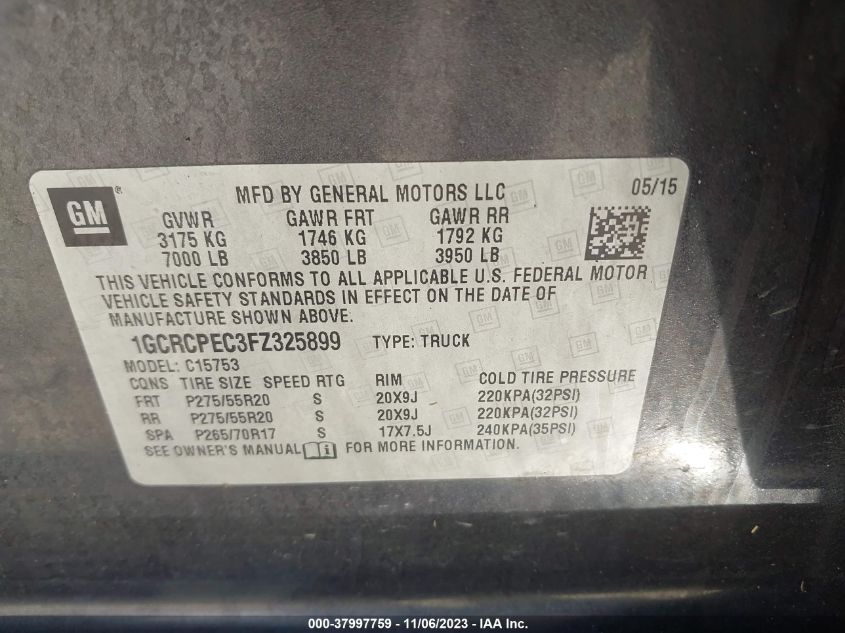 GM ®
MFD BY GENERAL MOTORS LLC 05/15
GVWR GAWR FRT GAWR RR
3175 KG 1746 KG 1792 KG
7000 LB 3850 LB 3950 LB
THIS VEHICLE CONFORMS TO ALL APPLICABLE U.S. FEDERAL MOTOR
VEHICLE SAFETY STANDARDS IN EFFECT ON THE DATE OF
MANUFACTURE SHOWN ABOVE.
1GCRCPEC3FZ325899 TYPE: TRUCK
MODEL: C15753
CQNS TIRE SIZE SPEED RTG RIM COLD TIRE PRESSURE
FRT P275/55R20 S 20X9J 220KPA(32PSI)
RR P275/55R20 S 20X9J 220KPA(32PSI)
SPA P265/70R17 S 17X7.5J 240KPA(35PSI)
SEE OWNER'S MANUAL FOR MORE INFORMATION.
000-37997759 - 11/06/2023 - IAA Inc.